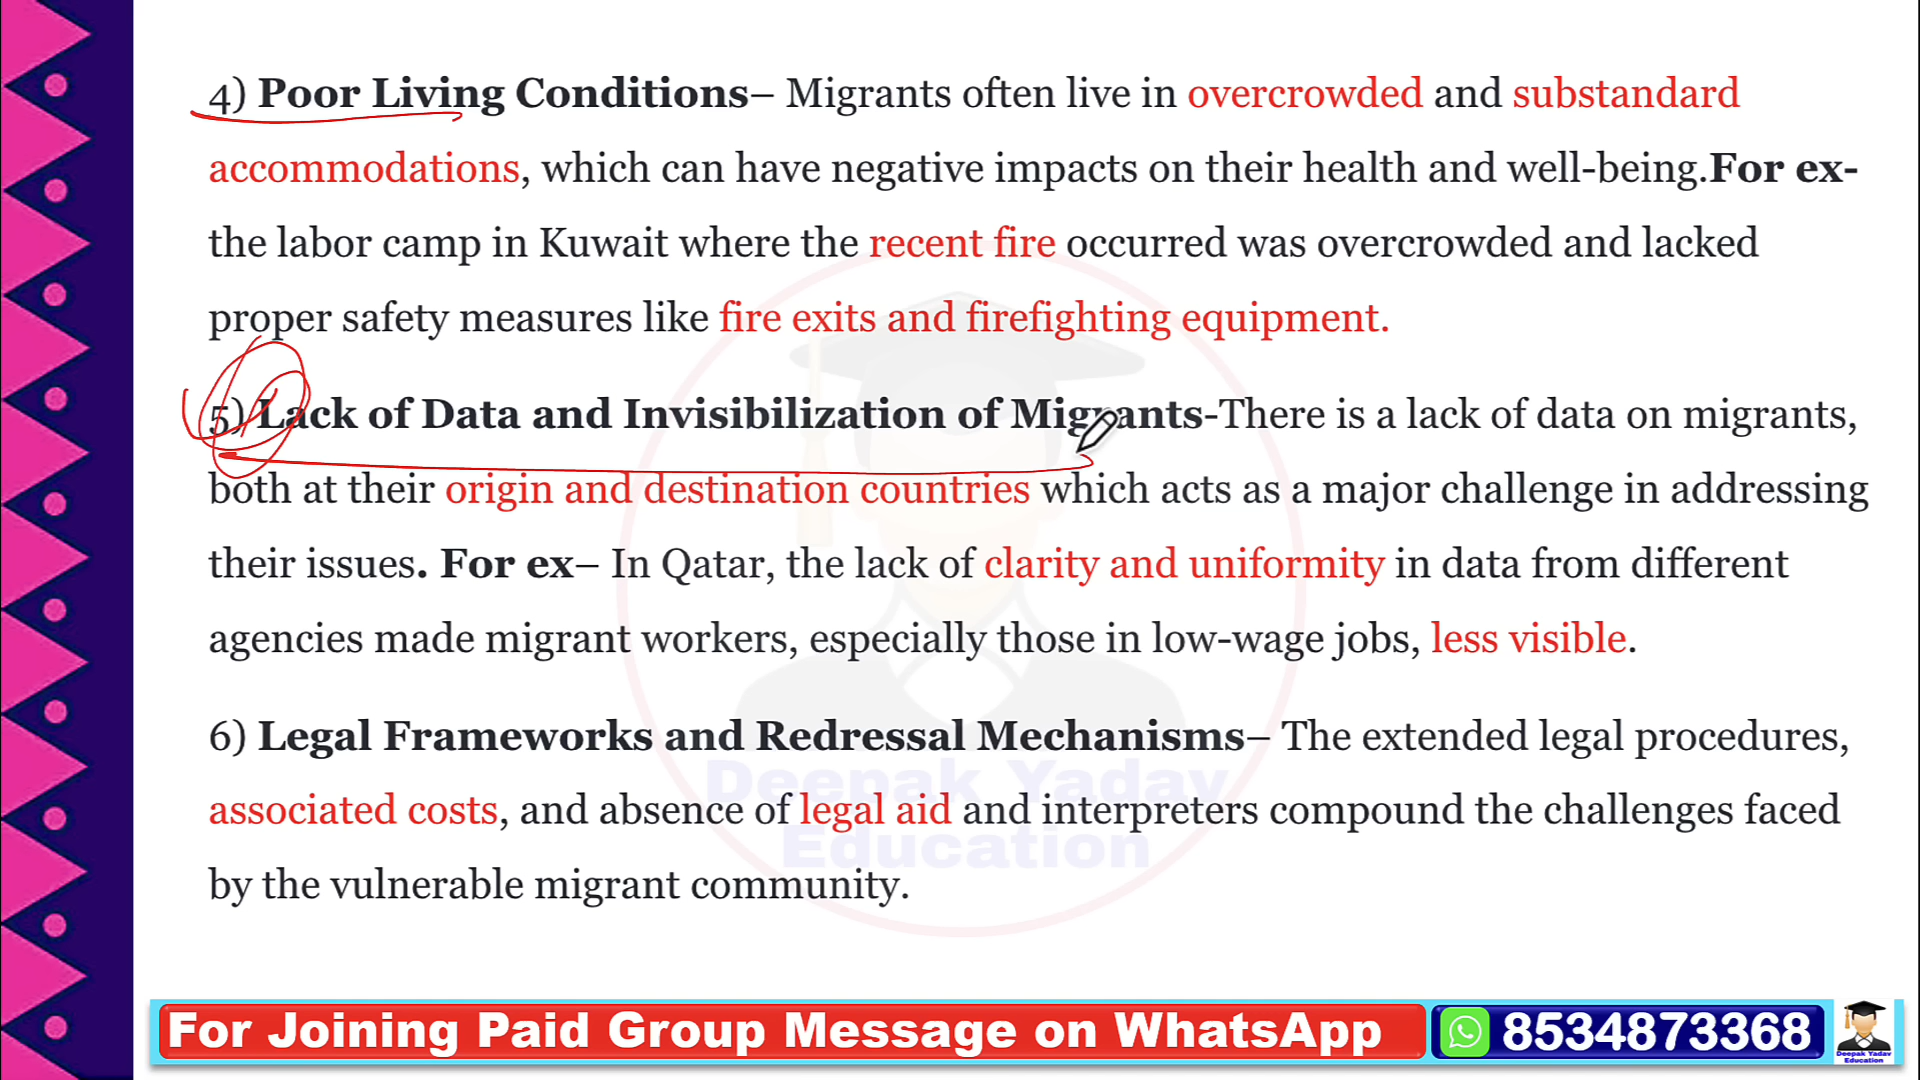 4) Poor Living Conditions– Migrants often live in overcrowded and substandard
accommodations, which can have negative impacts on their health and well-being.For ex-
the labor camp in Kuwait where the recent fire occurred was overcrowded and lacked
proper safety measures like fire exits and firefighting equipment.
5) Lack of Data and Invisibilization of Migrants-There is a lack of data on migrants,
both at their origin and destination countries which acts as a major challenge in addressing
their issues. For ex– In Qatar, the lack of clarity and uniformity in data from different
agencies made migrant workers, especially those in low-wage jobs, less visible.
6) Legal Frameworks and Redressal Mechanisms– The extended legal procedures,
associated costs, and absence of legal aid and interpreters compound the challenges faced
by the vulnerable migrant community.
Deepak Yadav
Education
For Joining Paid Group Message on WhatsApp
8534873368
Deepak Yadav
Education